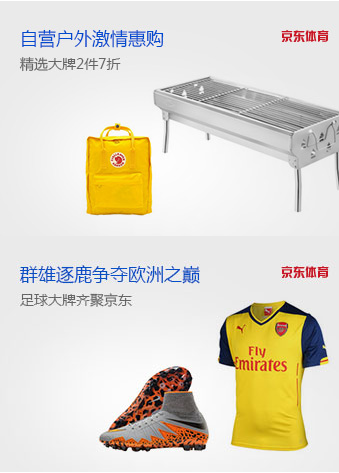 自营户外激情惠购
京东体育
精选大牌2件7折
群雄逐鹿争夺欧洲之巅
京东体育
足球大牌齐聚京东
Fly
Emirates